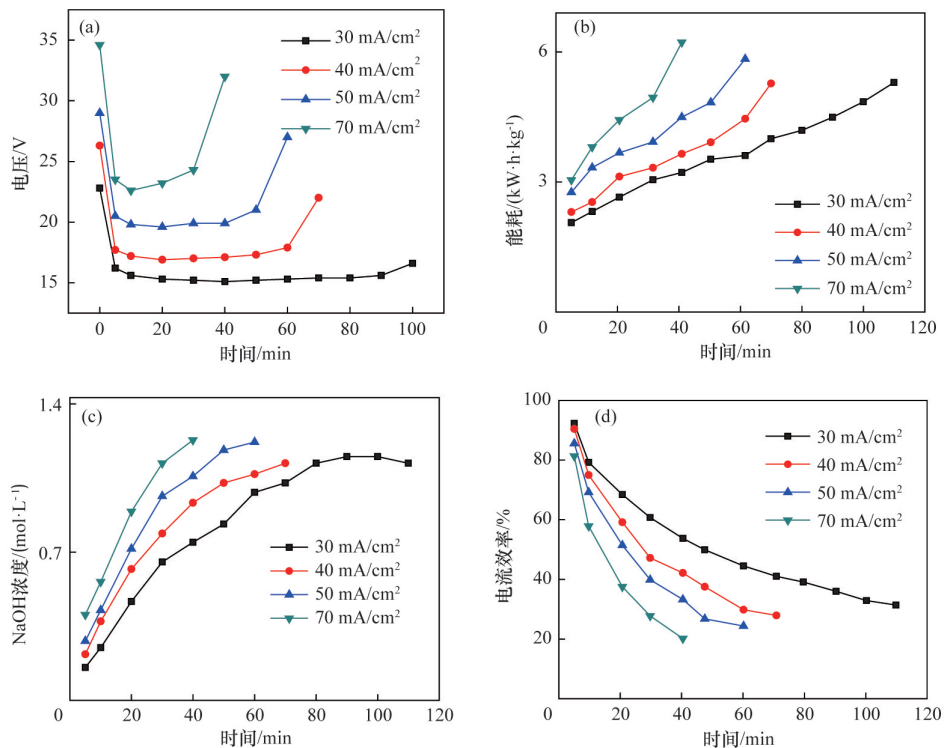 (a)
电压/V
35
30
25
20
15
30 mA/cm²
40 mA/cm²
50 mA/cm²
70 mA/cm²
0 20 40 60 80 100
时间/min
(b)
能耗/(kW·h·kg⁻¹)
6
3
0
30 mA/cm²
40 mA/cm²
50 mA/cm²
70 mA/cm²
20 40 60 80 100 120
时间/min
(c)
NaOH浓度/(mol·L⁻¹)
1.4
0.7
0
30 mA/cm²
40 mA/cm²
50 mA/cm²
70 mA/cm²
20 40 60 80 100 120
时间/min
(d)
电流效率/%
100
80
60
40
20
0
30 mA/cm²
40 mA/cm²
50 mA/cm²
70 mA/cm²
20 40 60 80 100 120
时间/min